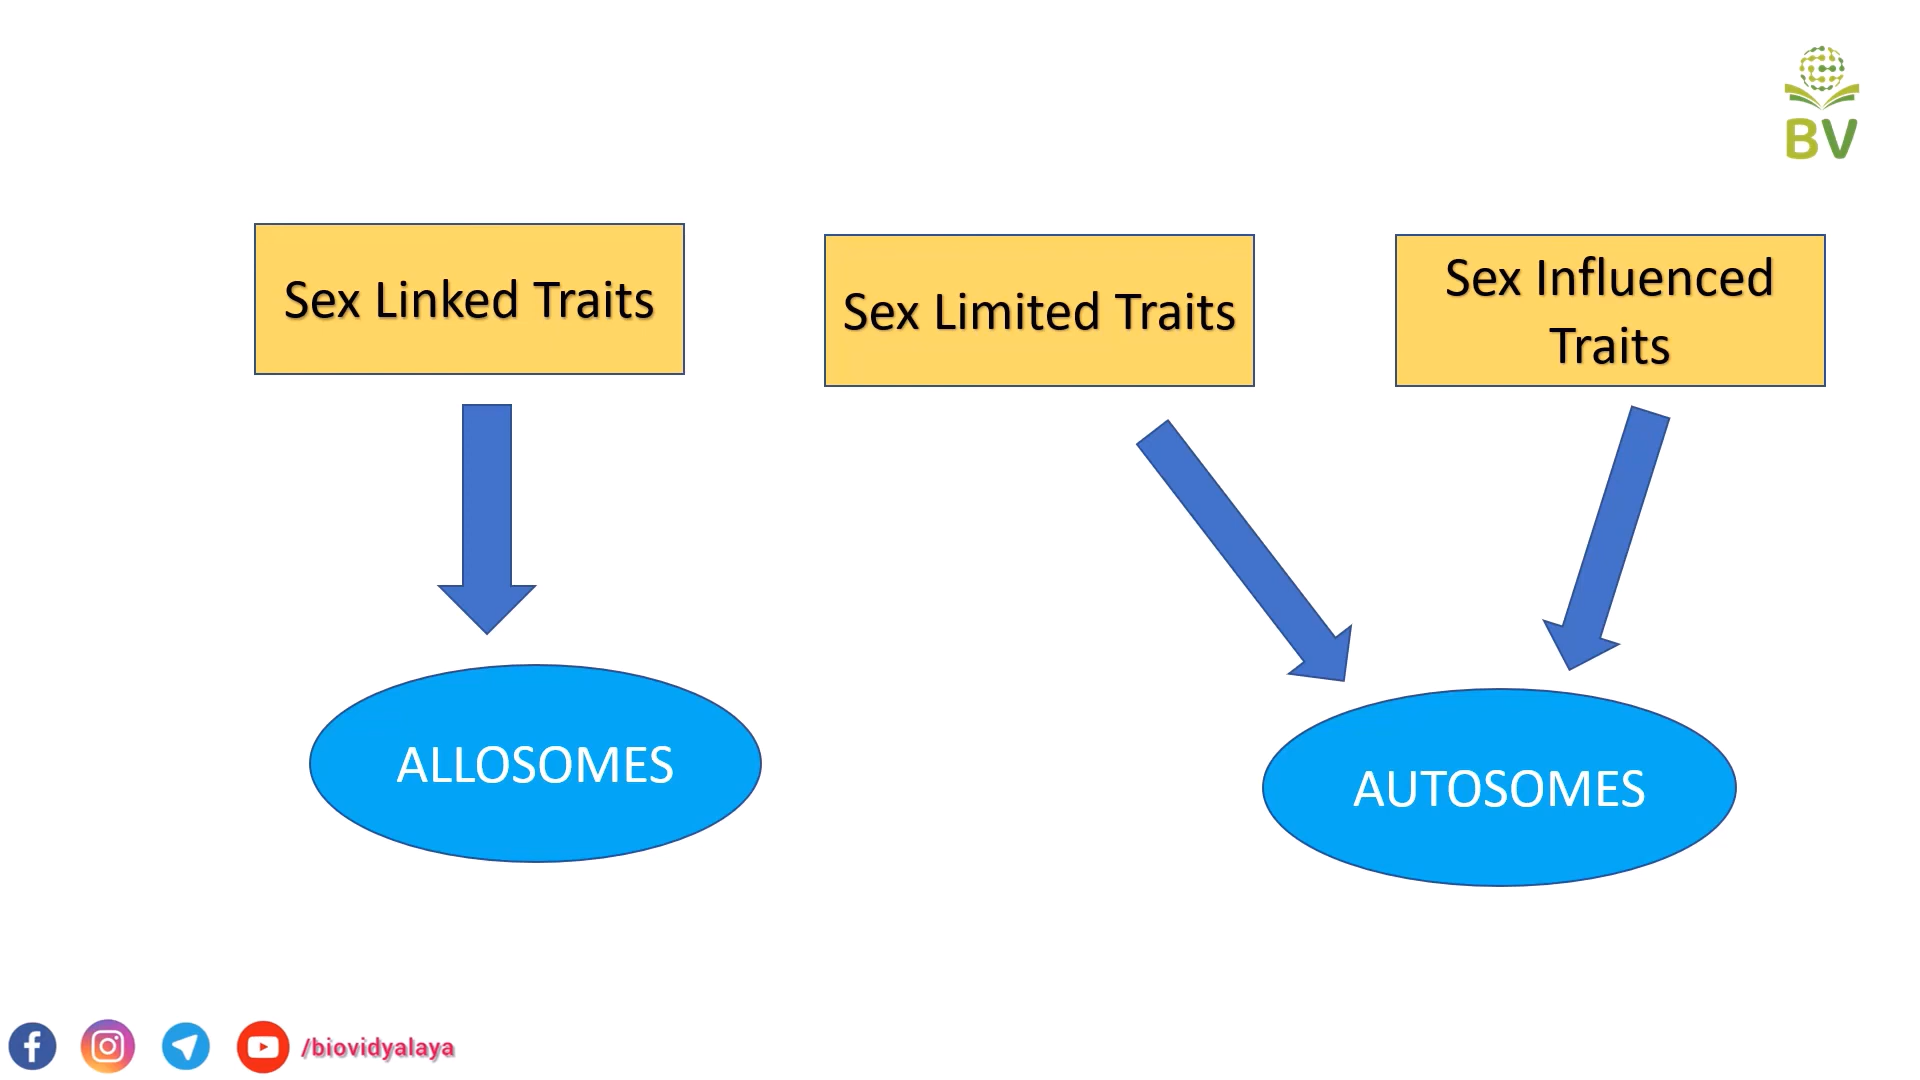 BV
Sex Linked Traits
Sex Limited Traits
Sex Influenced
Traits
ALLOSOMES
AUTOSOMES
/biovidyalaya